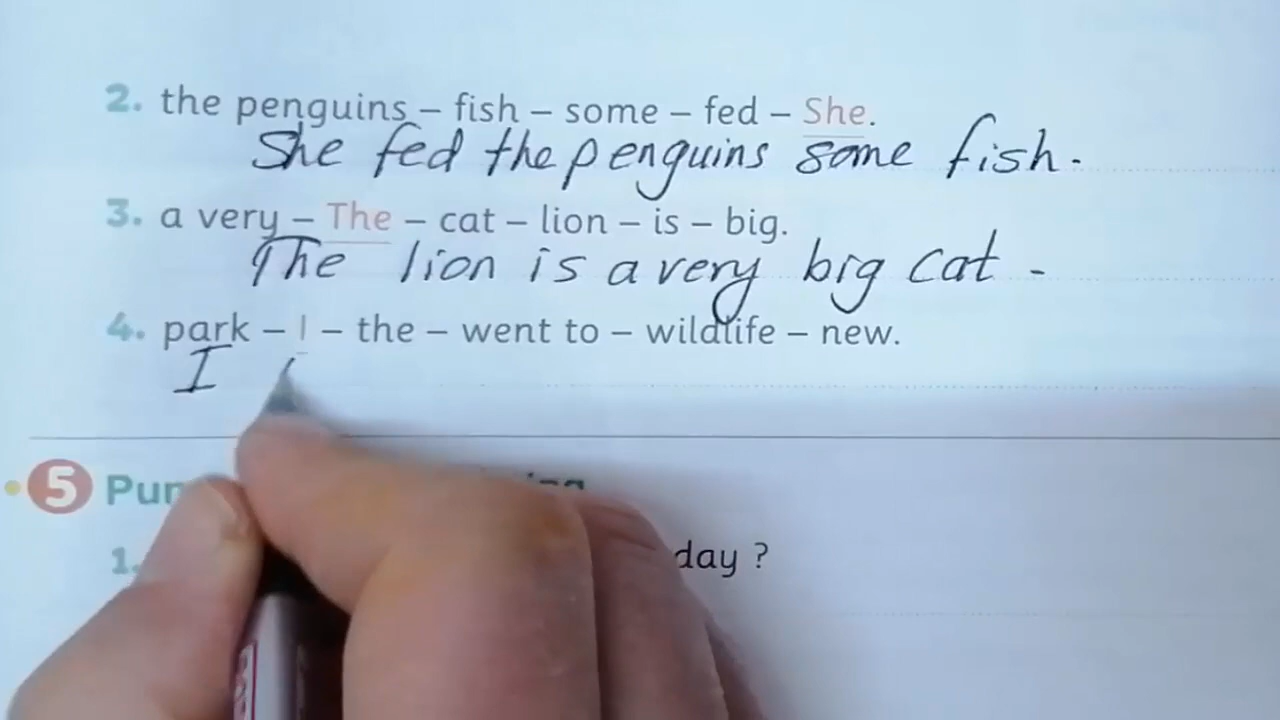 2. the penguins – fish – some – fed – She.
She fed the penguins some fish.
3. a very – The – cat – lion – is – big.
The lion is a very big cat -
4. park – I – the – went to – wildlife – new.
I
5
1. day ?